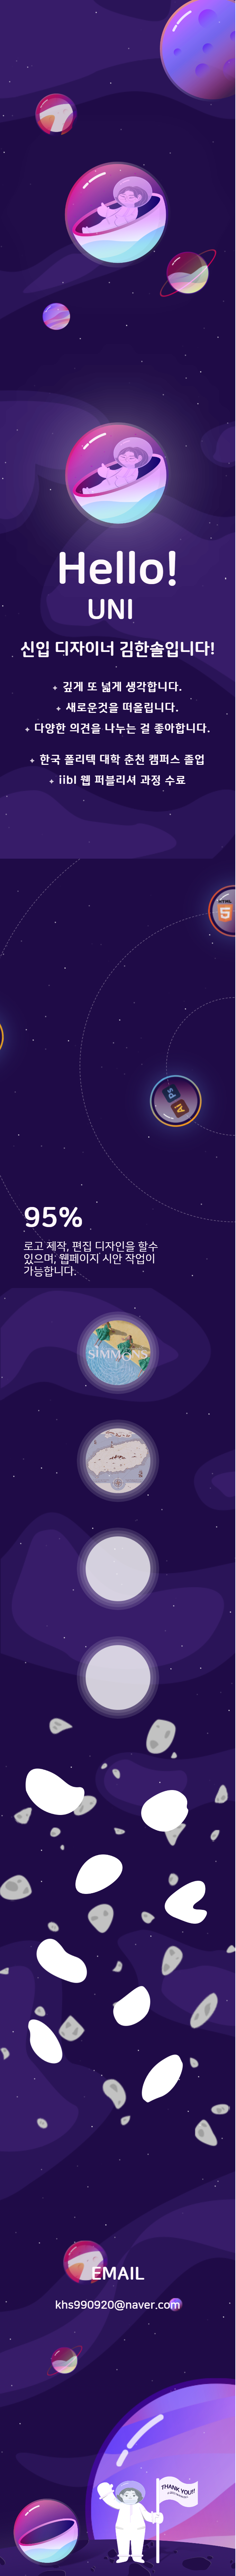 Hello!
UNI
신입 디자이너 김한솔입니다!
깊게 또 넓게 생각합니다.
새로운것을 떠올립니다.
다양한 의견을 나누는 걸 좋아합니다.
한국 폴리텍 대학 춘천 캠퍼스 졸업
iibl 웹 퍼블리셔 과정 수료
HTML
5
Ps
Ai
95%
로고 제작, 편집 디자인을 할수
있으며, 웹페이지 시안 작업이
가능합니다.
SIMMONS
EMAIL
khs990920@naver.com
THANK YOU!!